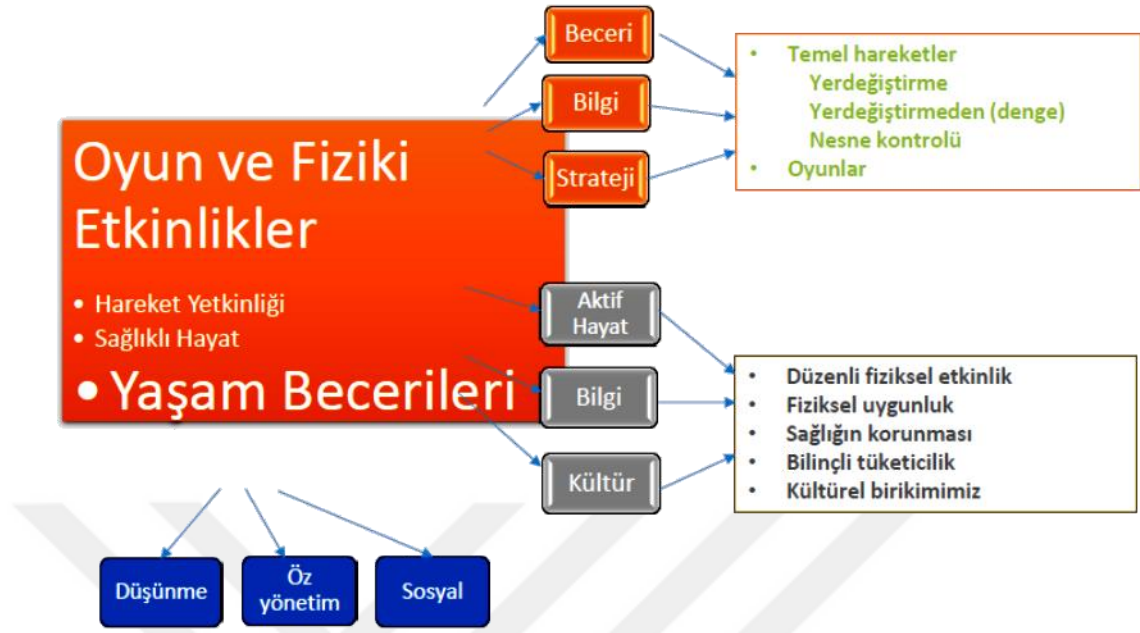 Oyun ve Fiziki
Etkinlikler
• Hareket Yetkinliği
• Sağlıklı Hayat
• Yaşam Becerileri
Beceri
Bilgi
Strateji
• Temel hareketler
Yerdeğiştirme
Yerdeğiştirmeden (denge)
Nesne kontrolü
• Oyunlar
Aktif
Hayat
Bilgi
Kültür
• Düzenli fiziksel etkinlik
• Fiziksel uygunluk
• Sağlığın korunması
• Bilinçli tüketicilik
• Kültürel birikimimiz
Düşünme
Öz
yönetim
Sosyal